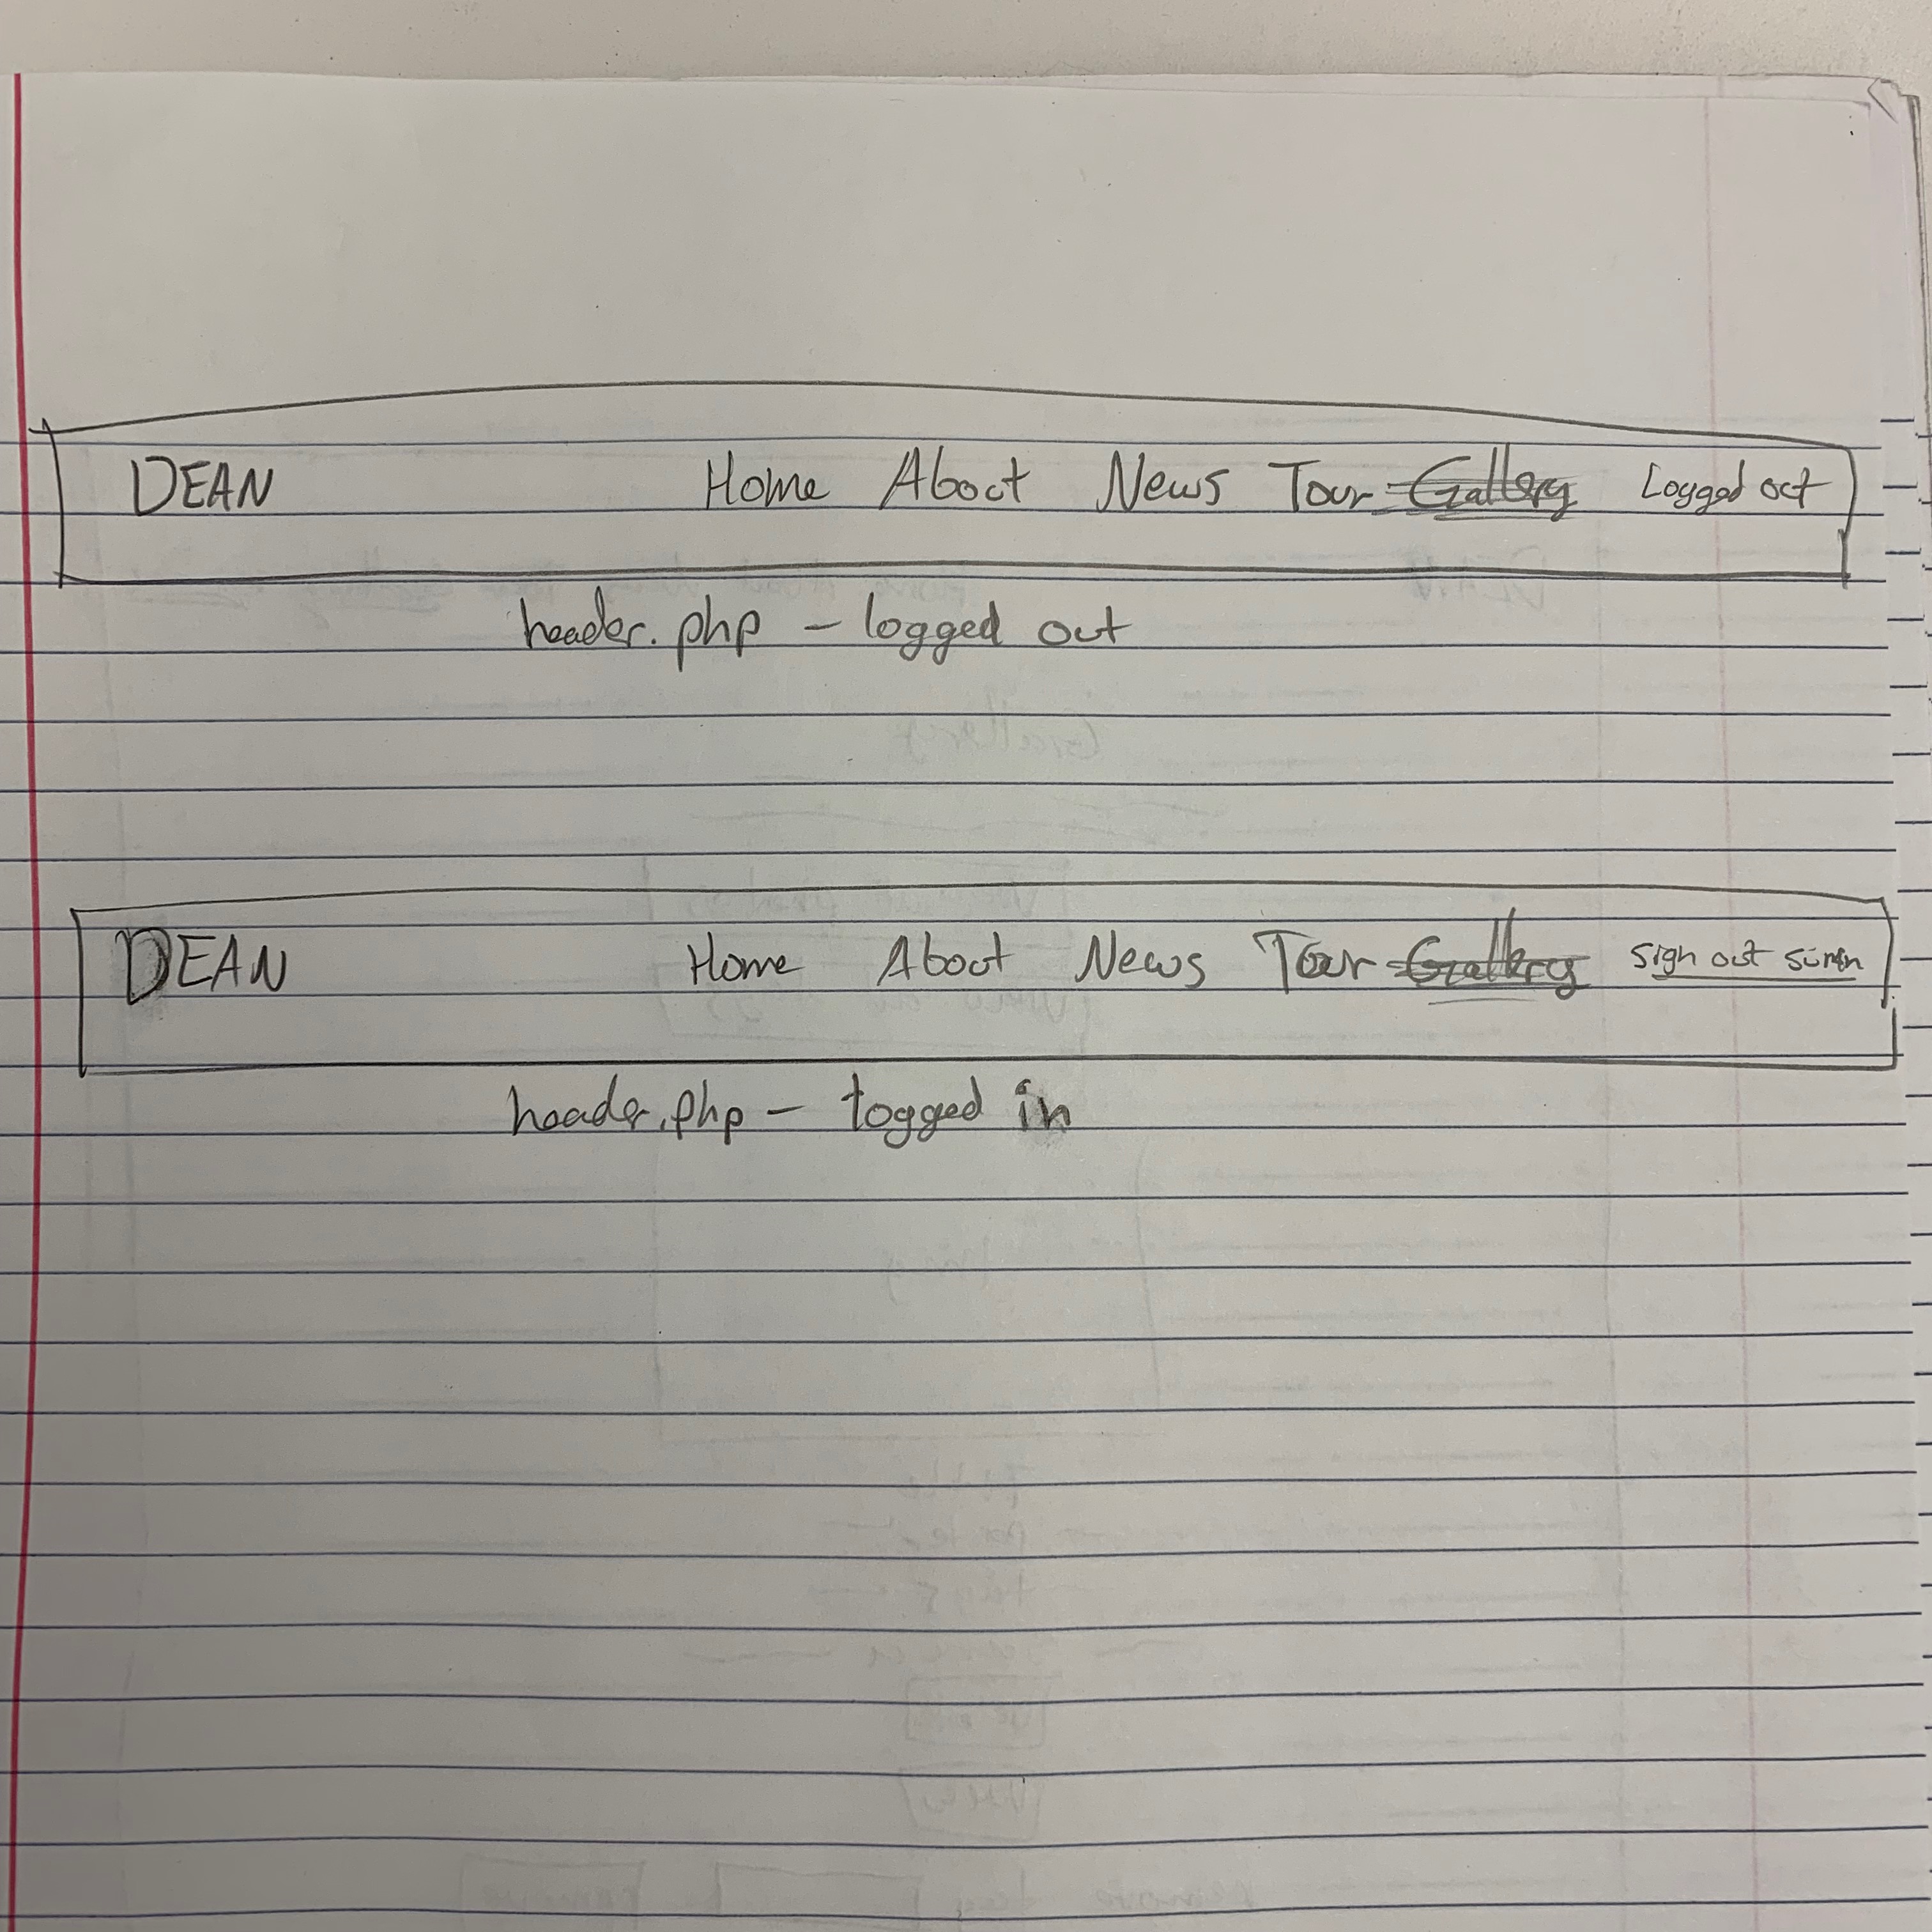 DEAN Home About News Tour Gallery Logged out
header.php - logged out
DEAN Home About News Tour Gallery sign out
header.php - logged in